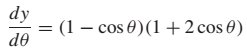 dy/dθ = (1 − cos θ)(1 + 2 cos θ)